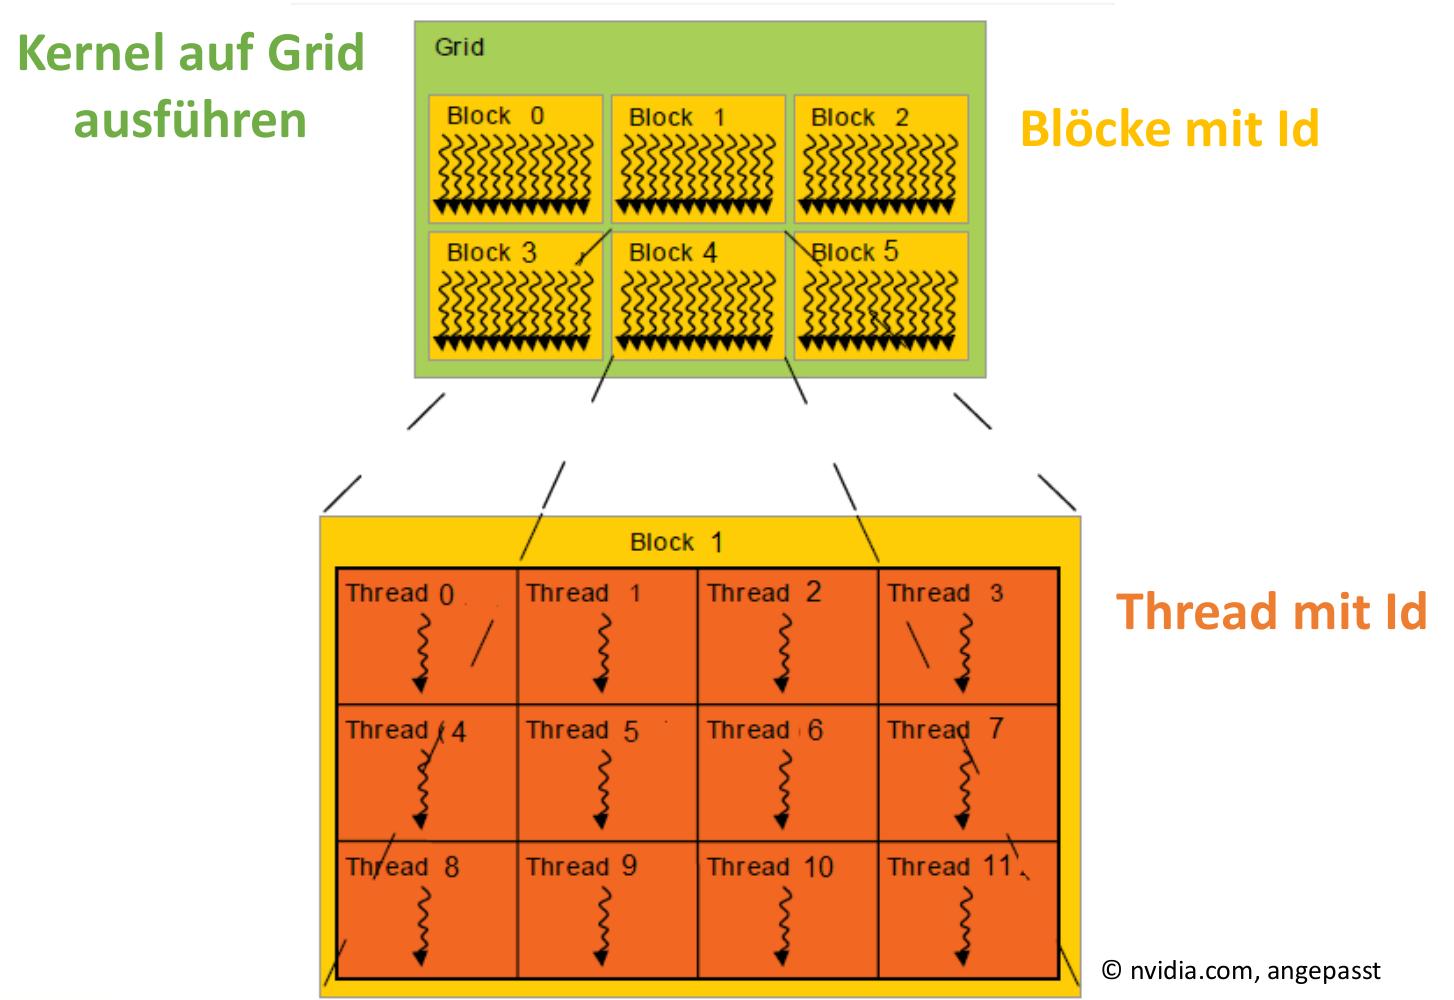 Kernel auf Grid
ausführen
Grid
Block 0
Block 1
Block 2
Blöcke mit Id
Block 3
Block 4
Block 5
Block 1
Thread 0
Thread 1
Thread 2
Thread 3
Thread mit Id
Thread 4
Thread 5
Thread 6
Thread 7
Thread 8
Thread 9
Thread 10
Thread 11
© nvidia.com, angepasst